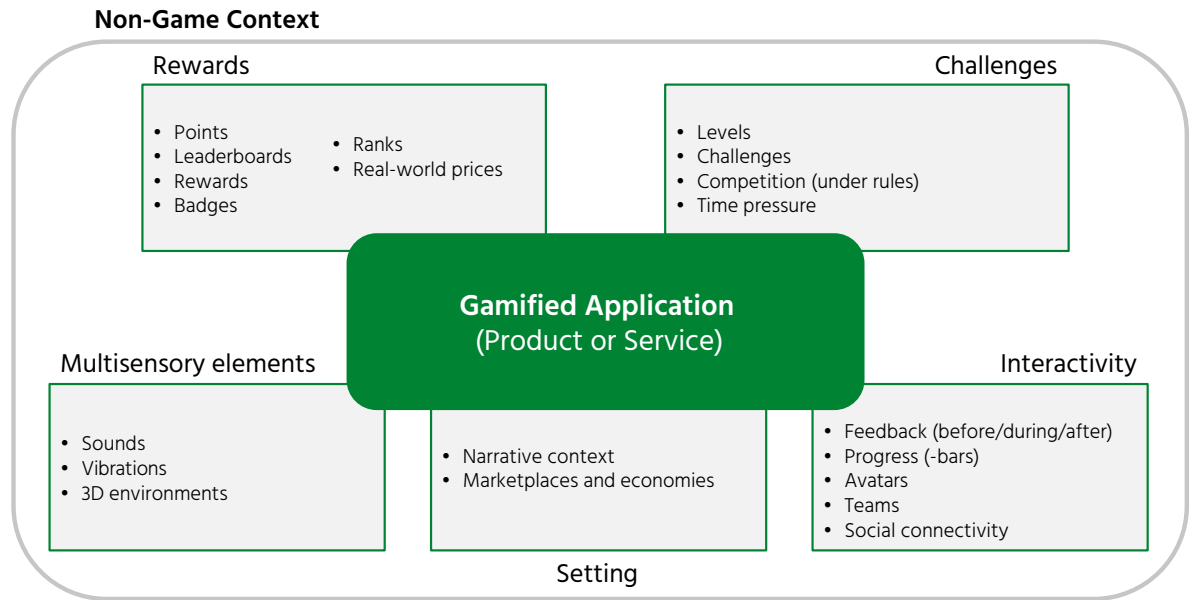 Non-Game Context
Rewards
• Points
• Leaderboards
• Rewards
• Badges
• Ranks
• Real-world prices
Challenges
• Levels
• Challenges
• Competition (under rules)
• Time pressure
Gamified Application
(Product or Service)
Multisensory elements
• Sounds
• Vibrations
• 3D environments
• Narrative context
• Marketplaces and economies
Setting
Interactivity
• Feedback (before/during/after)
• Progress (-bars)
• Avatars
• Teams
• Social connectivity